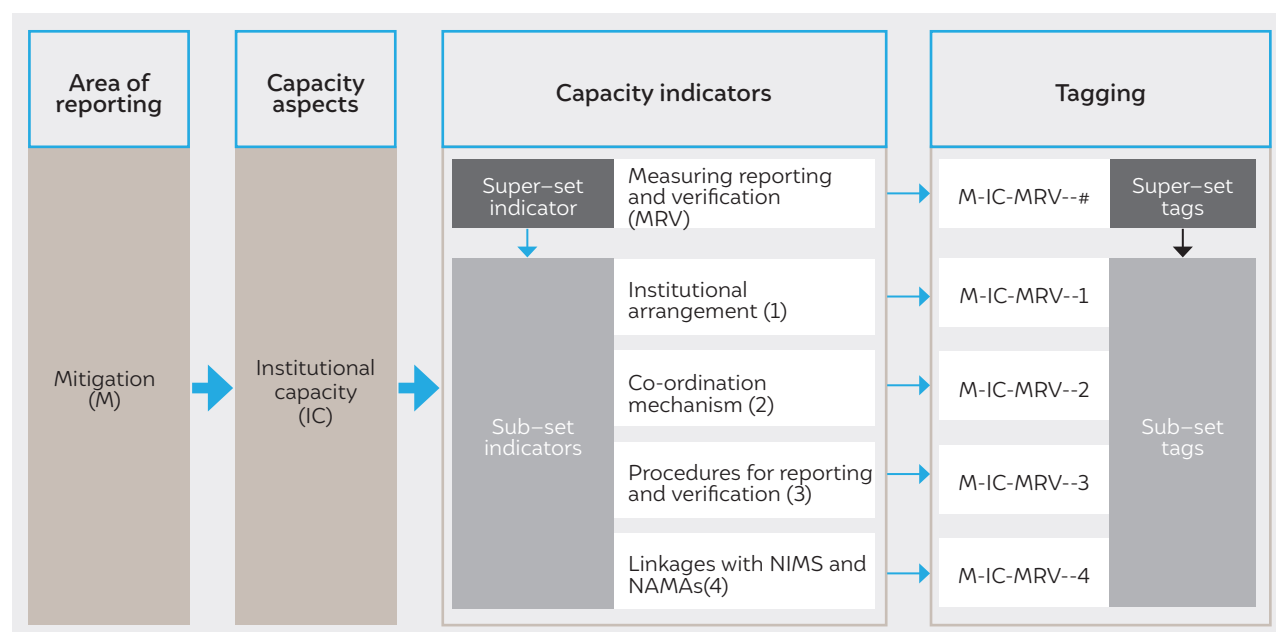 Area of
reporting
Capacity
aspects
Capacity indicators
Tagging
Mitigation
(M)
Institutional
capacity
(IC)
Super–set
indicator
Measuring reporting
and verification
(MRV)
M-IC-MRV--#
Super–set
tags
Sub–set
indicators
Institutional
arrangement (1)
M-IC-MRV--1
Co-ordination
mechanism (2)
M-IC-MRV--2
Procedures for reporting
and verification (3)
M-IC-MRV--3
Linkages with NIMS and
NAMAs(4)
M-IC-MRV--4
Sub–set
tags